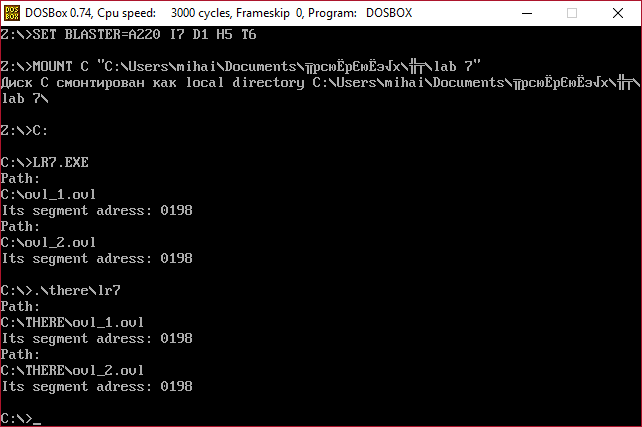 DOS
BOX
DOSBox 0.74, Cpu speed: 3000 cycles, Frameskip 0, Program: DOSBOX
Z:\>SET BLASTER=A220 I7 D1 H5 T6
Z:\>MOUNT C "C:\Users\mihai\Documents\╦рсюЁрЄюЁэ√х\╬╤\lab 7"
Диск C смонтирован как local directory C:\Users\mihai\Documents\╦рсюЁрЄюЁэ√х\╬╤\
lab 7\
Z:\>C:
C:\>LR7.EXE
Path:
C:\ovl_1.ovl
Its segment adress: 0198
Path:
C:\ovl_2.ovl
Its segment adress: 0198
C:\>.\there\lr7
Path:
C:\THERE\ovl_1.ovl
Its segment adress: 0198
Path:
C:\THERE\ovl_2.ovl
Its segment adress: 0198
C:\>_